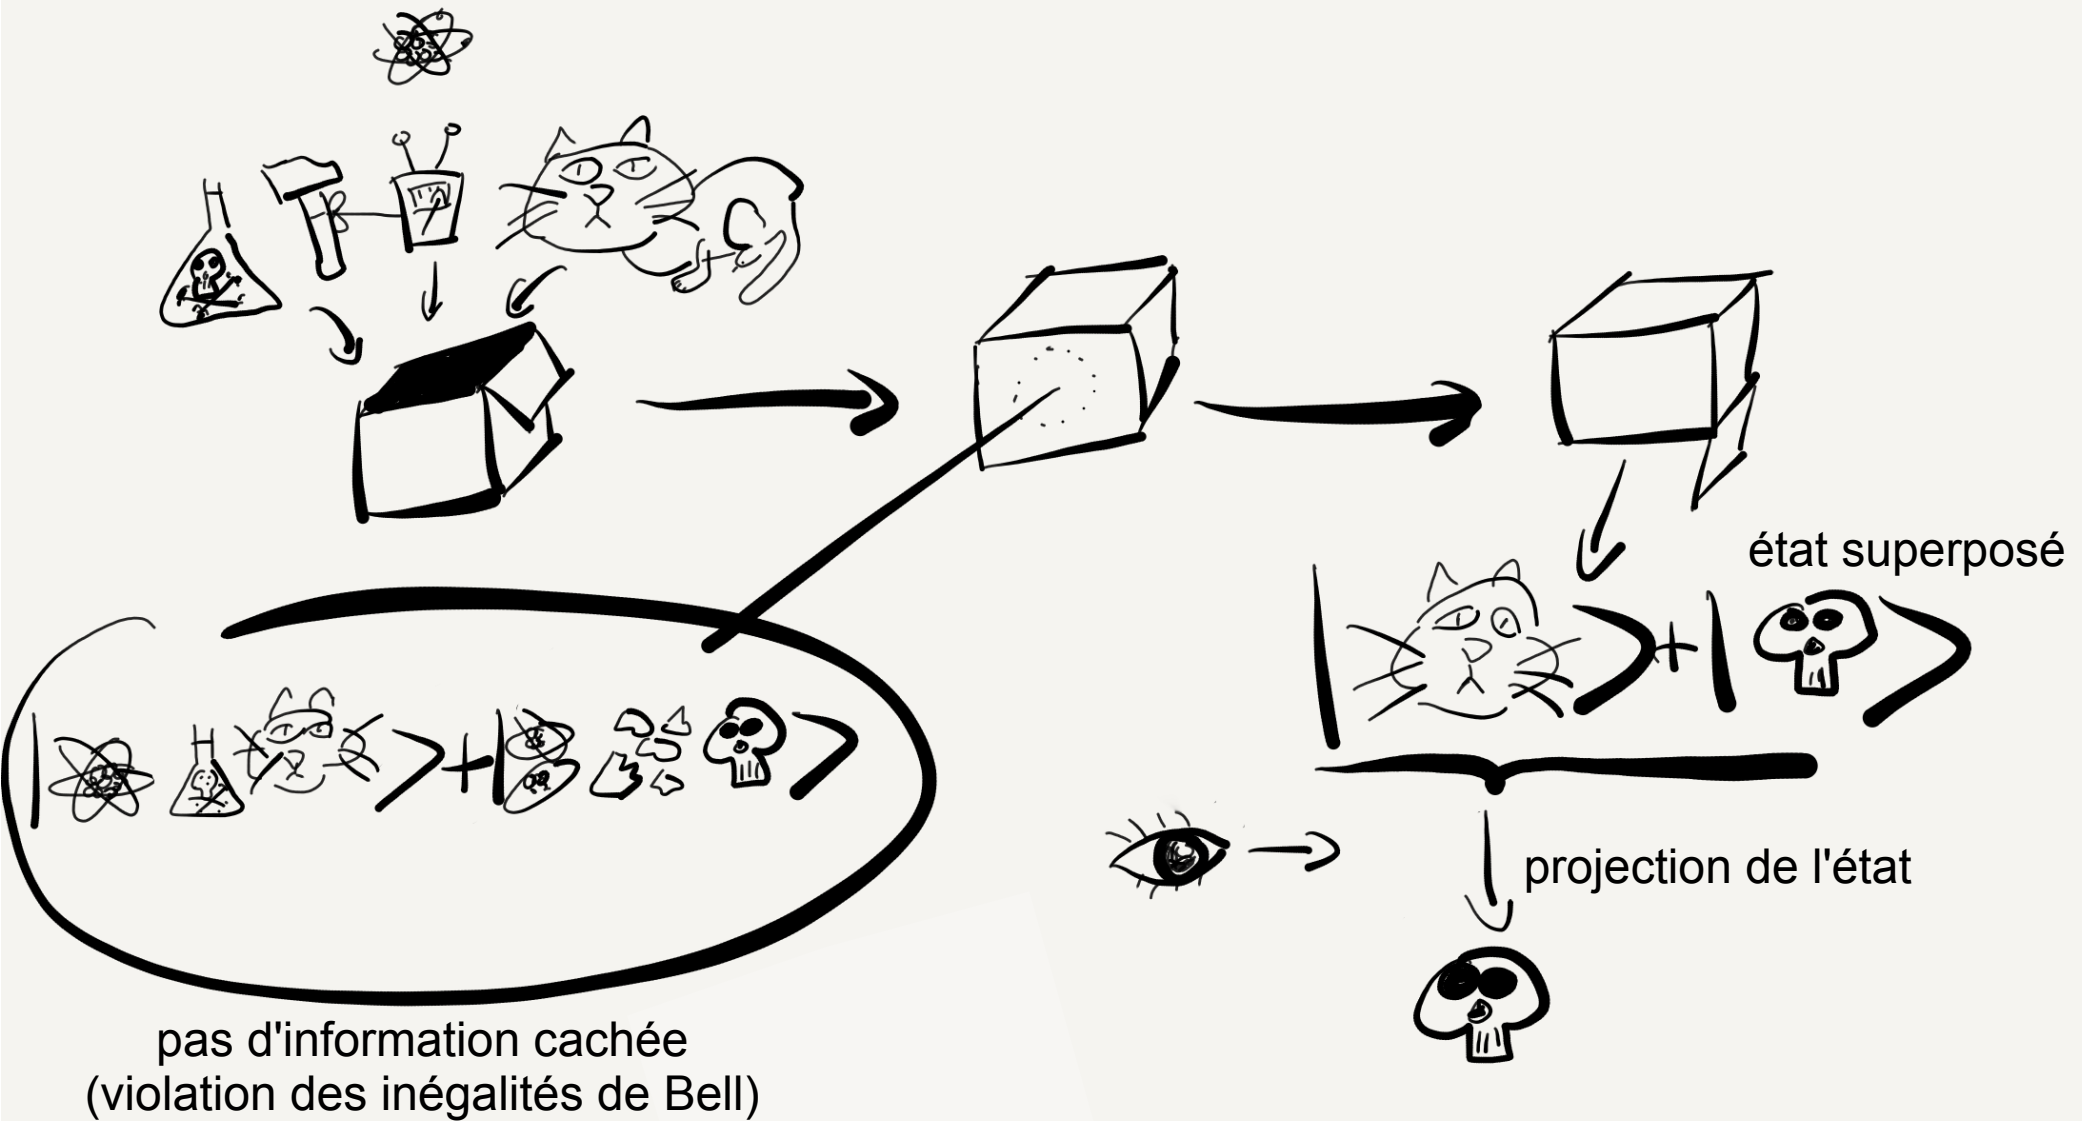 état superposé
projection de l'état
pas d'information cachée
(violation des inégalités de Bell)